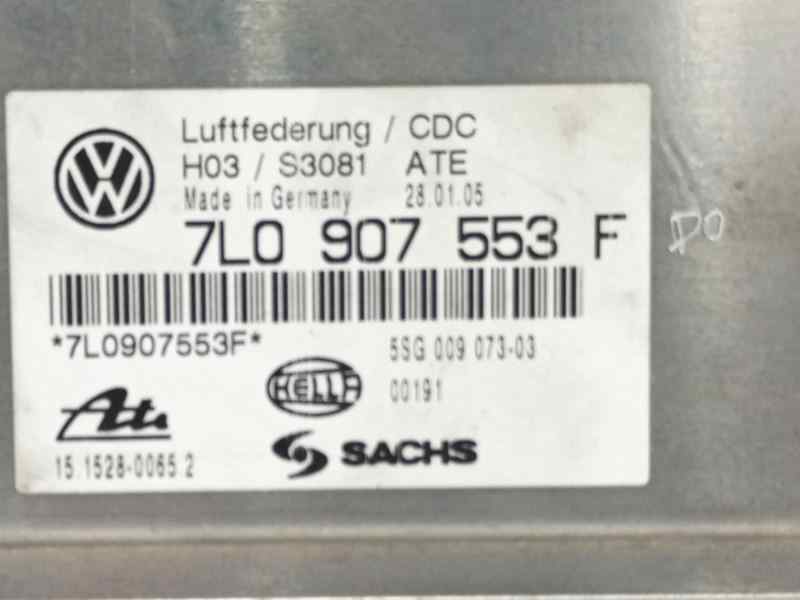 Luftfederung / CDC
H03 / S3081 ATE
Made in Germany 28.01.05
7L0 907 553 F
*7L0907553F*
5SG 009 073-03
HELLA
00191
Ate
SACHS
15.1528-0065.2
DO